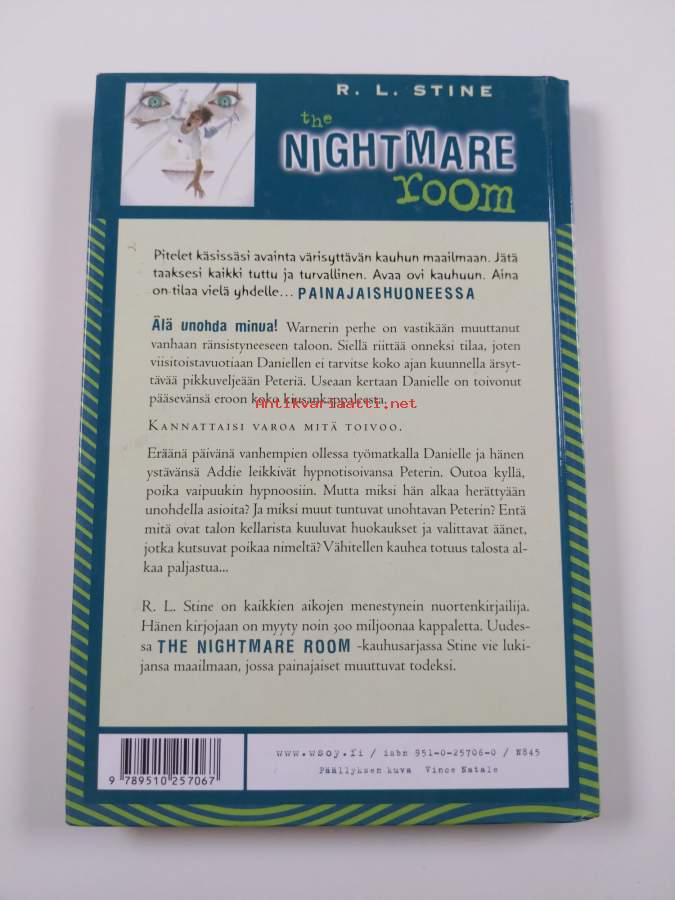 R. L. STINE
the
NIGHTMARE
room
Pitelet käsissäsi avainta värisyttävän kauhun maailmaan. Jätä
taaksesi kaikki tuttu ja turvallinen. Avaa ovi kauhuun. Aina
on tilaa vielä yhdelle... PAINAJAISHUONEESSA
Älä unohda minua! Warnerin perhe on vastikään muuttanut
vanhaan ränsistyneeseen taloon. Siellä riittää onneksi tilaa, joten
viisitoistavuotiaan Daniellen ei tarvitse koko ajan kuunnella ärsyt-
tävää pikkuveljeään Peteriä. Useaan kertaan Danielle on toivonut
pääsevänsä eroon koko kiusankappaleesta.
Antikvariaatti.net
KANNATTAISI VAROA MITÄ TOIVOO.
Eräänä päivänä vanhempien ollessa työmatkalla Danielle ja hänen
ystävänsä Addie leikkivät hypnotisoivansa Peterin. Outoa kyllä,
poika vaipuukin hypnoosiin. Mutta miksi hän alkaa herättyään
unohdella asioita? Ja miksi muut tuntuvat unohtavan Peterin? Entä
mitä ovat talon kellarista kuuluvat huokaukset ja valittavat äänet,
jotka kutsuvat poikaa nimeltä? Vähitellen kauhea totuus talosta al-
kaa paljastua...
R. L. Stine on kaikkien aikojen menestynein nuortenkirjailija.
Hänen kirjojaan on myyty noin 300 miljoonaa kappaletta. Uudes-
sa THE NIGHTMARE ROOM -kauhusarjassa Stine vie luki-
jansa maailmaan, jossa painajaiset muuttuvat todeksi.
www.wsoy.fi / isbn 951-0-25706-0 / N845
Päällyksen kuva Vince Natale
9 789510 257067